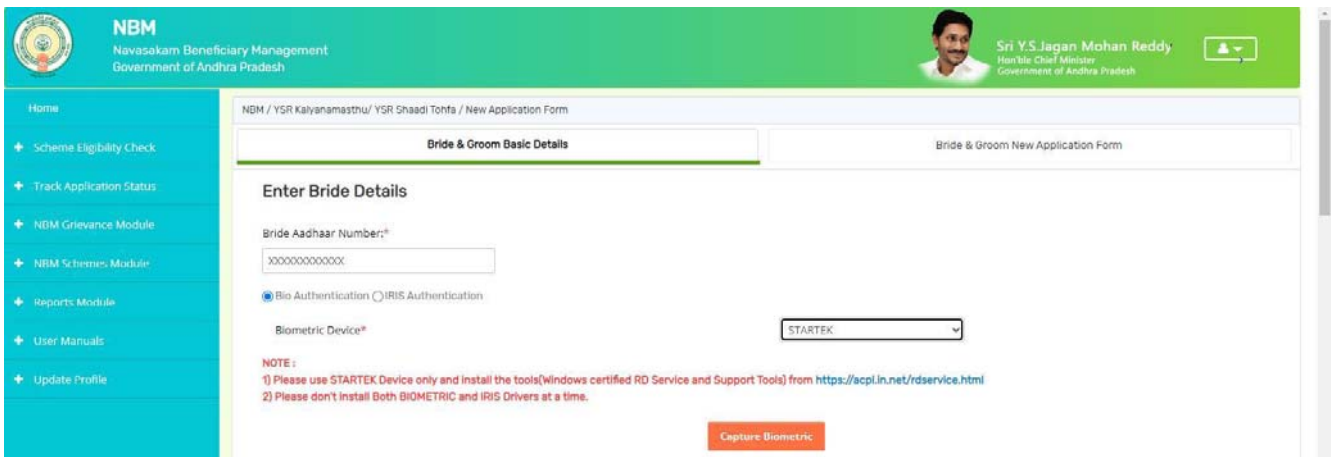 NBM
Navasakam Beneficiary Management
Government of Andhra Pradesh
Sri Y.S.Jagan Mohan Reddy
Hon'ble Chief Minister
Government of Andhra Pradesh
Home
Scheme Eligibility Check
Track Application Status
NBM Grievance Module
NBM Schemes Module
Reports Module
User Manuals
Update Profile
NBM / YSR Kalyanamasthu/ YSR Shaadi Tohfa / New Application Form
Bride & Groom Basic Details
Bride & Groom New Application Form
Enter Bride Details
Bride Aadhaar Number:*
XXXXXXXXXXXX
Bio Authentication IRIS Authentication
Biometric Device*
STARTEK
NOTE :
1) Please use STARTEK Device only and install the tools(Windows certified RD Service and Support Tools) from https://acpl.in.net/rdservice.html
2) Please don't install Both BIOMETRIC and IRIS Drivers at a time.
Capture Biometric